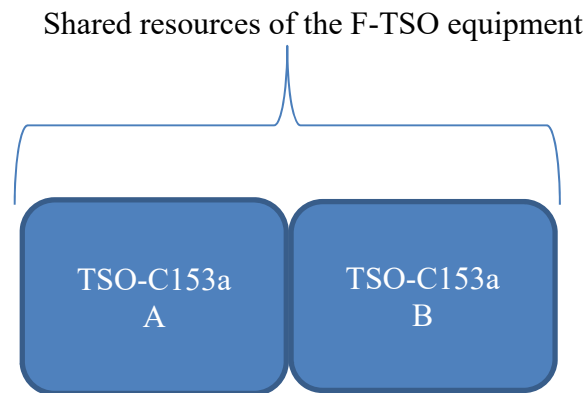 Shared resources of the F-TSO equipment
TSO-C153a
A
TSO-C153a
B